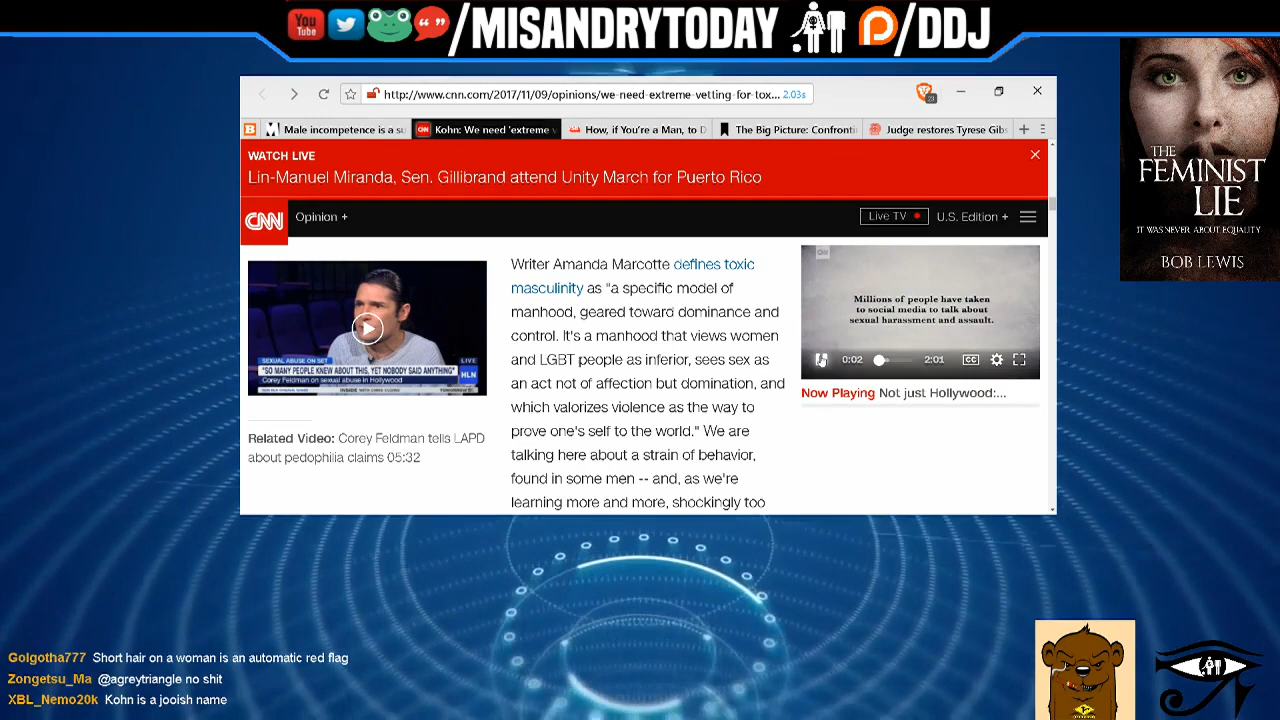 You
Tube
/MISANDRYTODAY
/DDJ
http://www.cnn.com/2017/11/09/opinions/we-need-extreme-vetting-for-tox... 2.03s
23
Male incompetence is a su
CNN Kohn: We need 'extreme v
How, if You're a Man, to D
The Big Picture: Confronti
Judge restores Tyrese Gibs
WATCH LIVE
Lin-Manuel Miranda, Sen. Gillibrand attend Unity March for Puerto Rico
CNN
Opinion +
Live TV
U.S. Edition +
SEXUAL ABUSE ON SET
LIVE
"SO MANY PEOPLE KNEW ABOUT THIS, YET NOBODY SAID ANYTHING"
Corey Feldman on sexual abuse in Hollywood
HLN
Related Video: Corey Feldman tells LAPD
about pedophilia claims 05:32
Writer Amanda Marcotte defines toxic
masculinity as "a specific model of
manhood, geared toward dominance and
control. It's a manhood that views women
and LGBT people as inferior, sees sex as
an act not of affection but domination, and
which valorizes violence as the way to
prove one's self to the world." We are
talking here about a strain of behavior,
found in some men -- and, as we're
learning more and more, shockingly too
CNN
Millions of people have taken
to social media to talk about
sexual harassment and assault.
0:02
2:01
CC
Now Playing Not just Hollywood:...
THE
FEMINIST
LIE
IT WAS NEVER ABOUT EQUALITY
BOB LEWIS
Golgotha777 Short hair on a woman is an automatic red flag
Zongetsu_Ma @agreytriangle no shit
XBL_Nemo20k Kohn is a jooish name